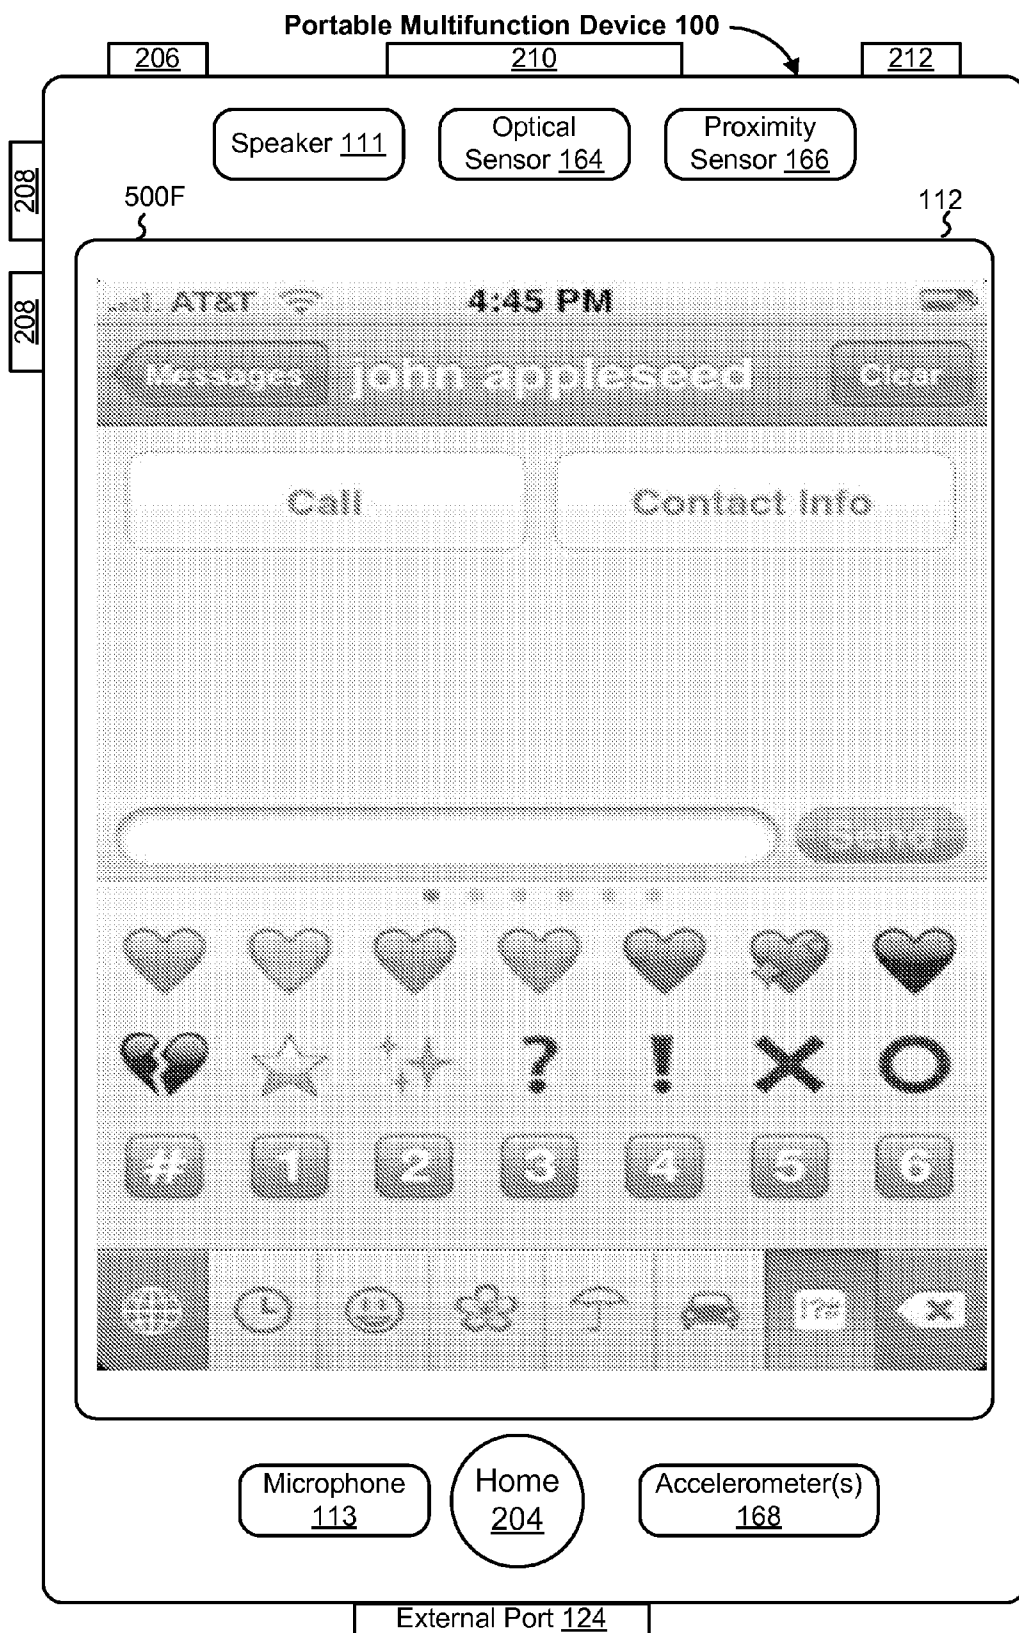 Portable Multifunction Device 100
206
210
212
Speaker 111
Optical
Sensor 164
Proximity
Sensor 166
208
208
500F
112
AT&T
4:45 PM
Messages
john appleseed
Clear
Call
Contact Info
Send
? ! X O
# 1 2 3 4 5 6
!?#
Microphone
113
Home
204
Accelerometer(s)
168
External Port 124